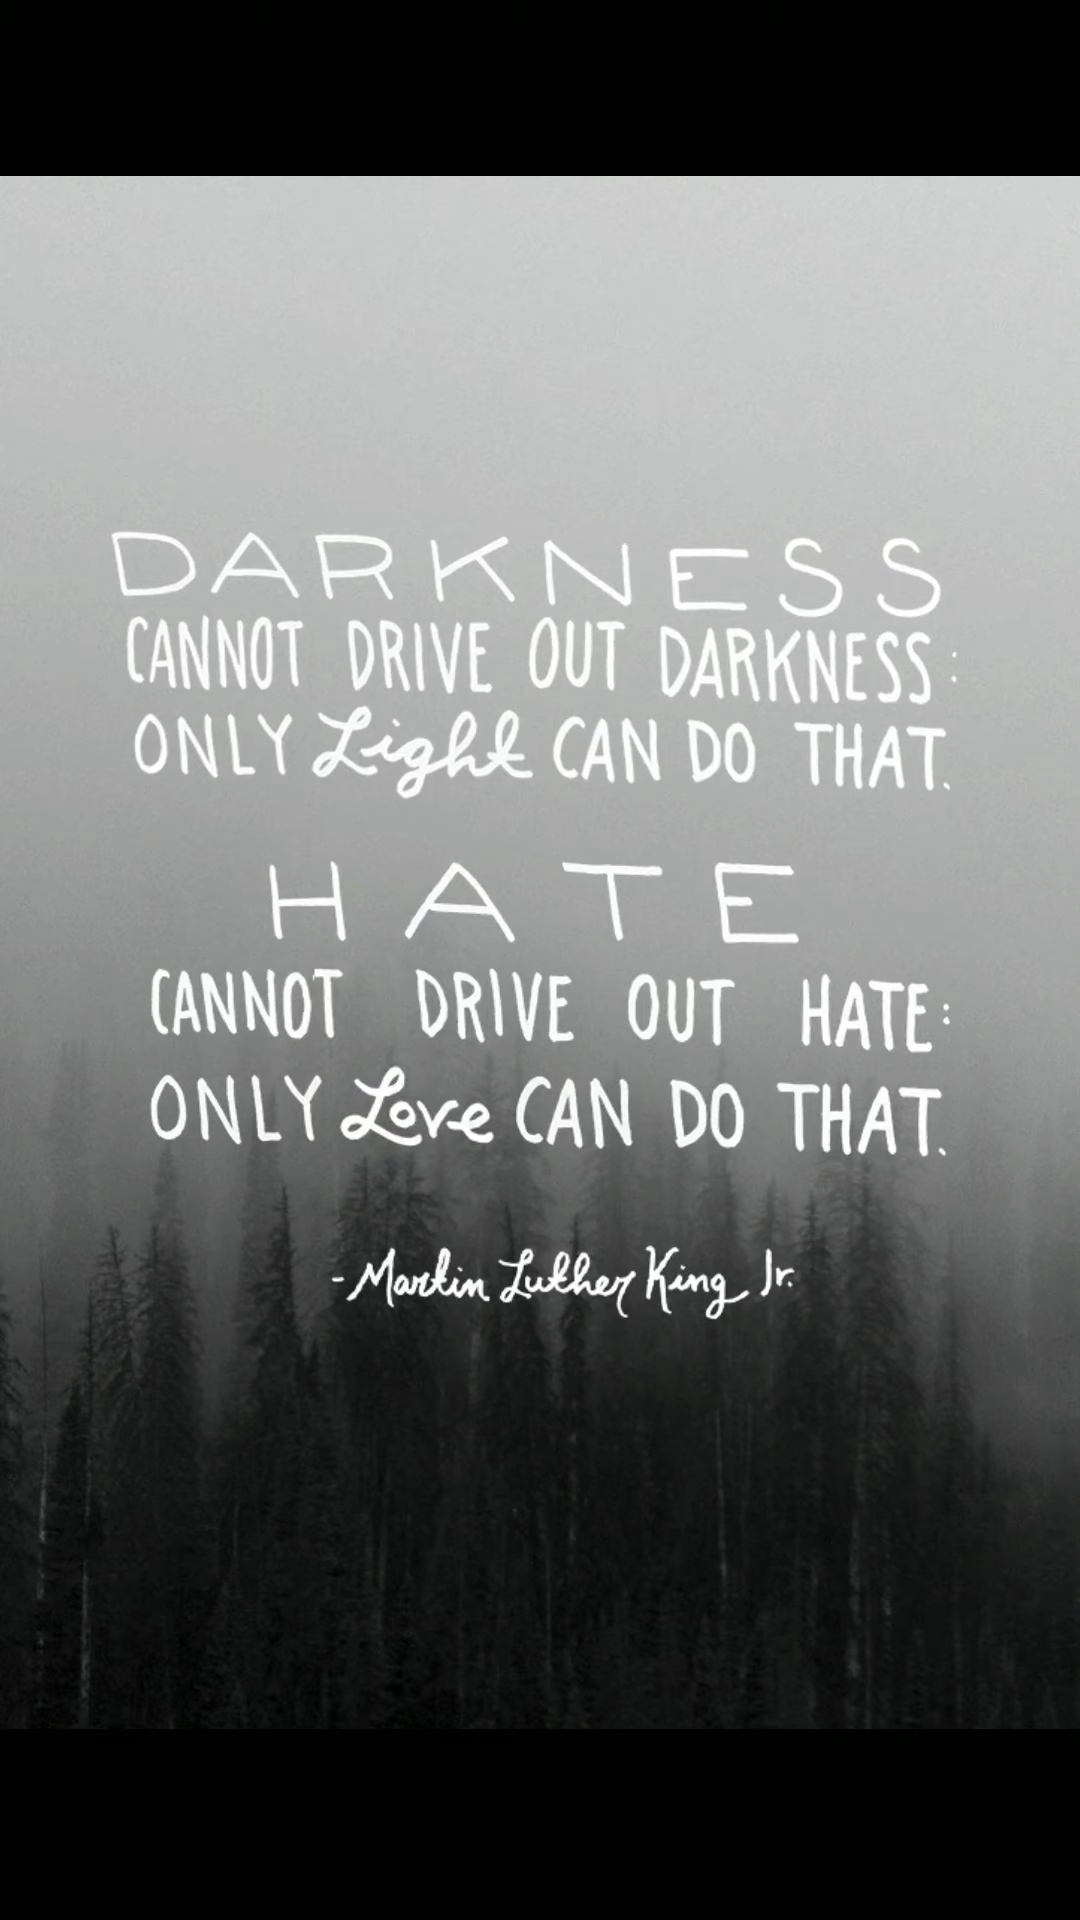 DARKNESS
CANNOT DRIVE OUT DARKNESS:
ONLY Light CAN DO THAT.
HATE
CANNOT DRIVE OUT HATE:
ONLY Love CAN DO THAT.
-Martin Luther King Jr.